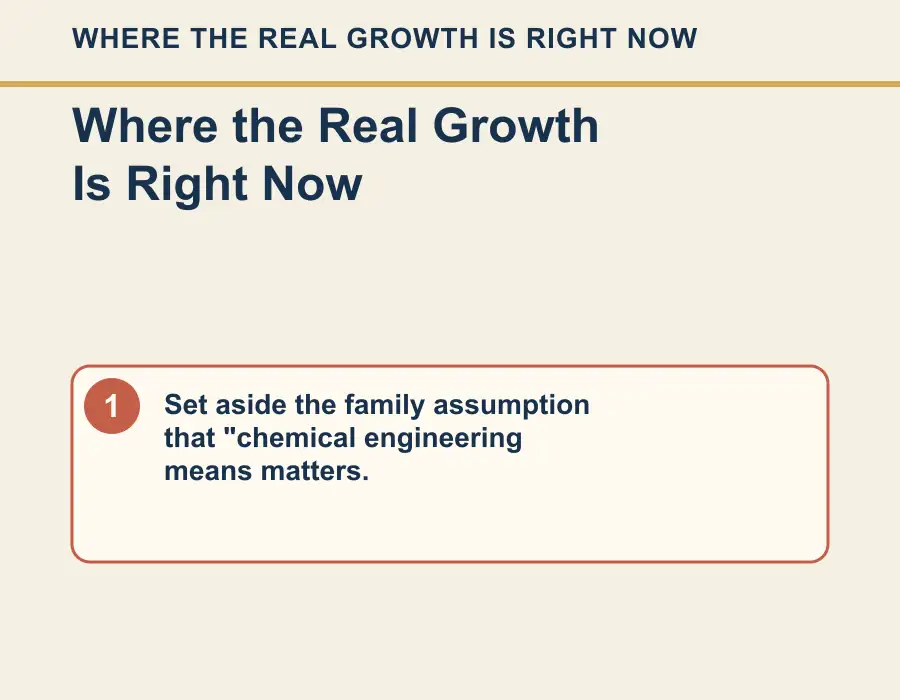 WHERE THE REAL GROWTH IS RIGHT NOW
Where the Real Growth
Is Right Now
1
Set aside the family assumption
that "chemical engineering
means matters.